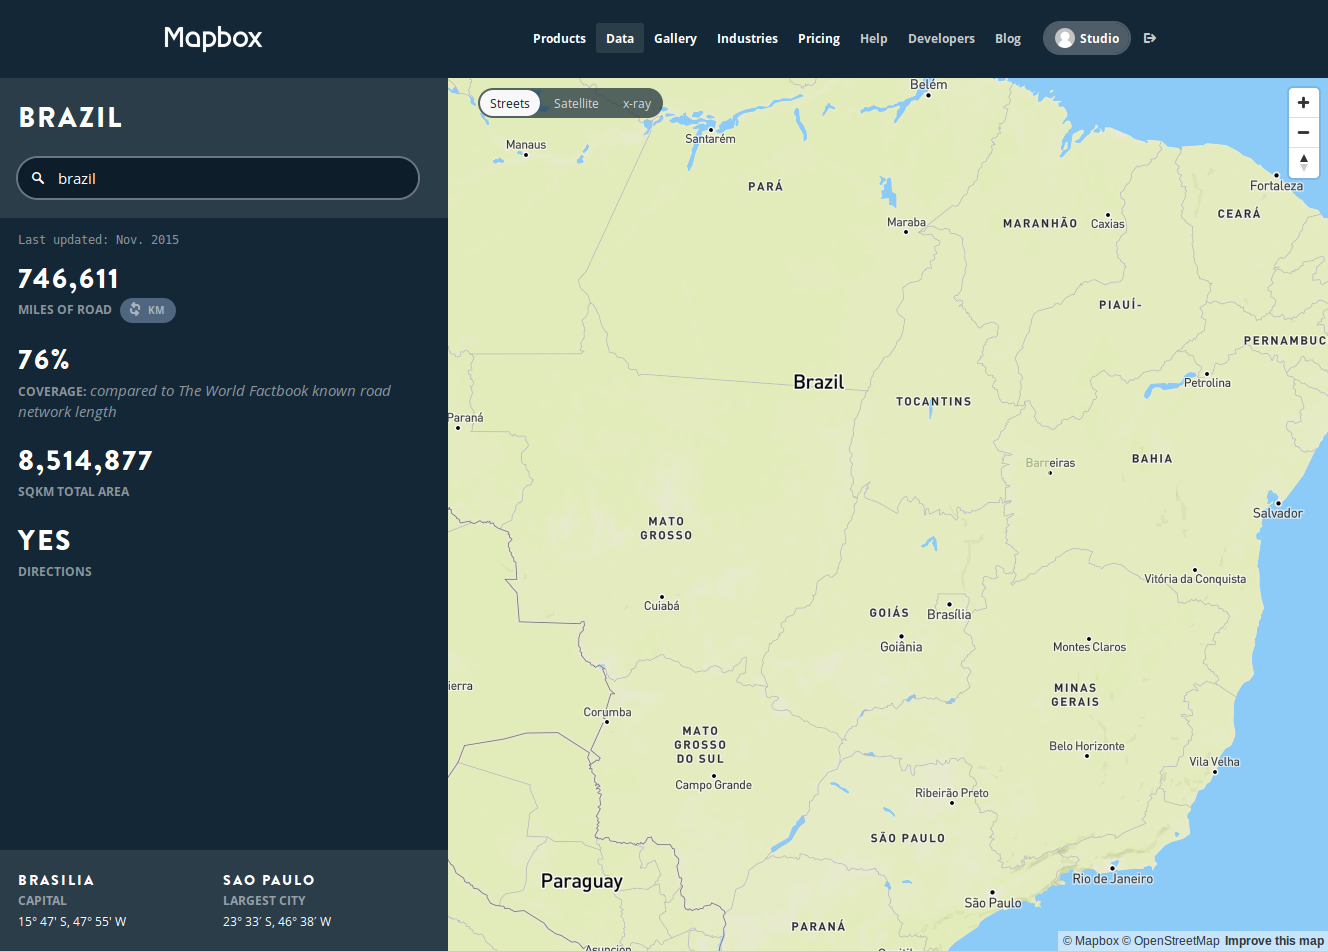 Mapbox
Products
Data
Gallery
Industries
Pricing
Help
Developers
Blog
Studio
BRAZIL
brazil
Last updated: Nov. 2015
746,611
MILES OF ROAD
KM
76%
COVERAGE: compared to The World Factbook known road
network length
8,514,877
SQKM TOTAL AREA
YES
DIRECTIONS
BRASILIA
CAPITAL
15° 47' S, 47° 55' W
SAO PAULO
LARGEST CITY
23° 33′ S, 46° 38′ W
Streets
Satellite
x-ray
Belém
Manaus
Santarém
PARÁ
Fortaleza
Maraba
MARANHÃO
Caxias
CEARÁ
PIAUÍ-
PERNAMBUC
Brazil
Petrolina
TOCANTINS
Paraná
Barreiras
BAHIA
Salvador
MATO
GROSSO
Vitória da Conquista
Cuiabá
GOIÁS
Brasília
Goiânia
Montes Claros
ierra
MINAS
GERAIS
Corumba
MATO
GROSSO
DO SUL
Belo Horizonte
Vila Velha
Campo Grande
Ribeirão Preto
SÃO PAULO
Paraguay
Rio de Janeiro
São Paulo
PARANÁ
Asuncion
© Mapbox © OpenStreetMap Improve this map